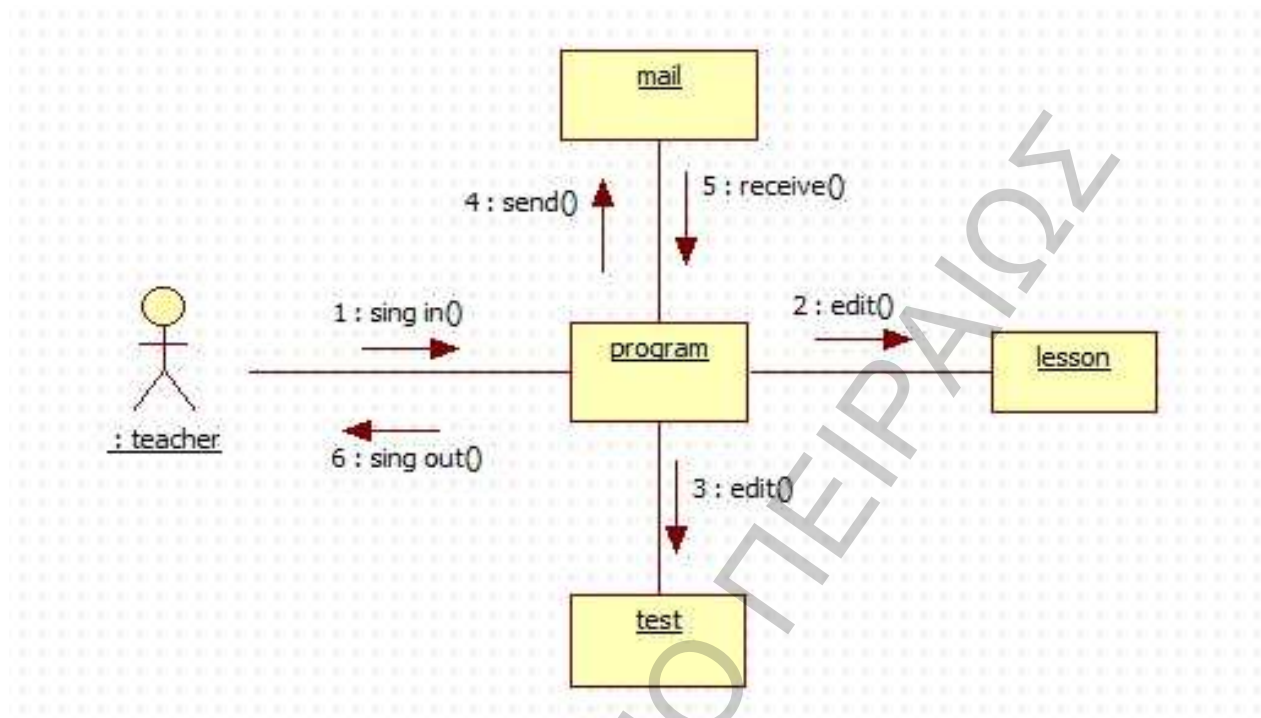 mail
4 : send()
5 : receive()
1 : sing in()
2 : edit()
program
lesson
: teacher
6 : sing out()
3 : edit()
test
ΠΕΙΡΑΙΩΣ